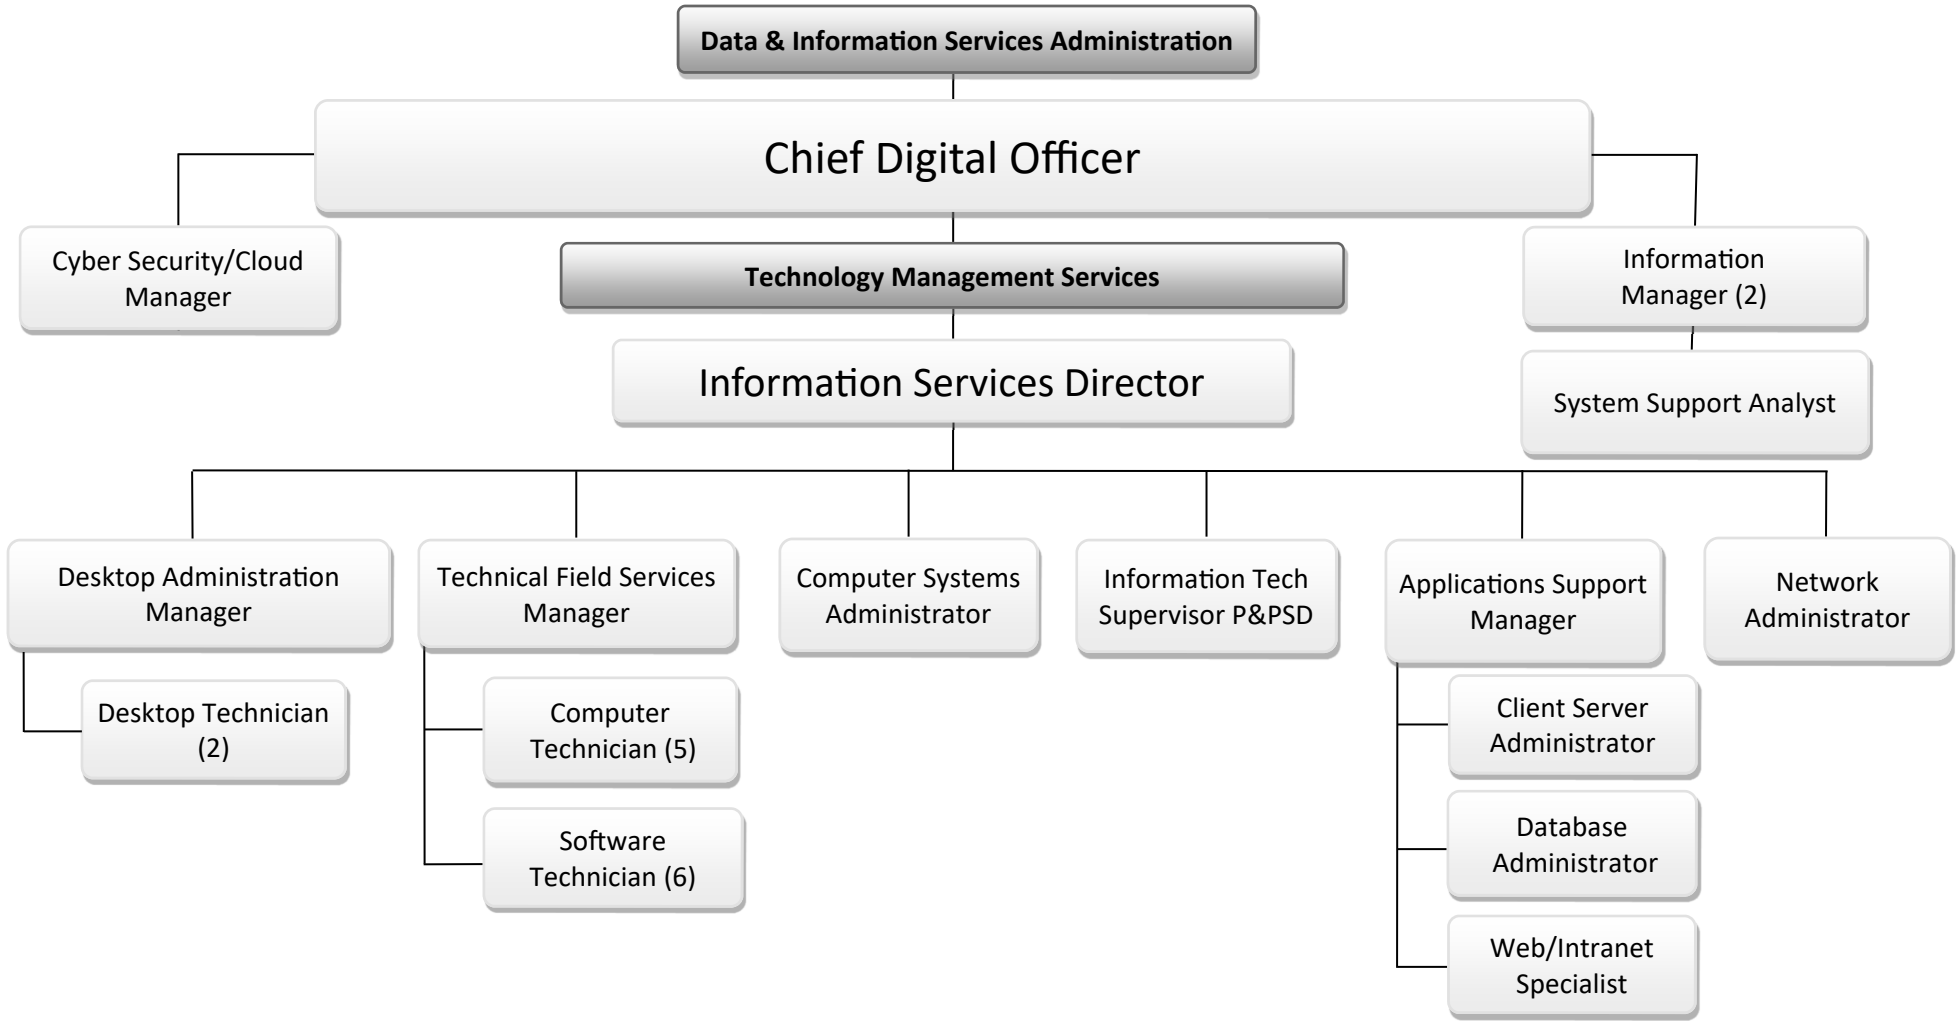 Data & Information Services Administration
Chief Digital Officer
Cyber Security/Cloud
Manager
Technology Management Services
Information
Manager (2)
Information Services Director
System Support Analyst
Desktop Administration
Manager
Technical Field Services
Manager
Computer Systems
Administrator
Information Tech
Supervisor P&PSD
Applications Support
Manager
Network
Administrator
Desktop Technician
(2)
Computer
Technician (5)
Software
Technician (6)
Client Server
Administrator
Database
Administrator
Web/Intranet
Specialist